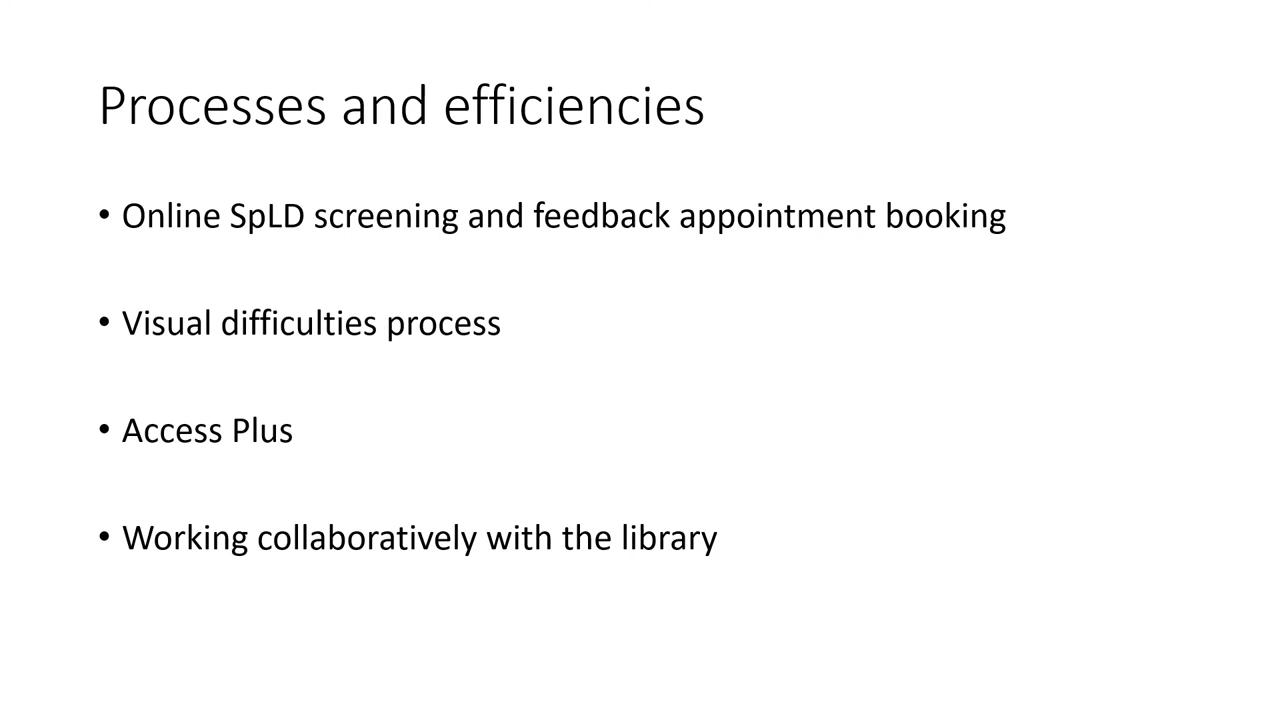 Processes and efficiencies
• Online SpLD screening and feedback appointment booking
• Visual difficulties process
• Access Plus
• Working collaboratively with the library